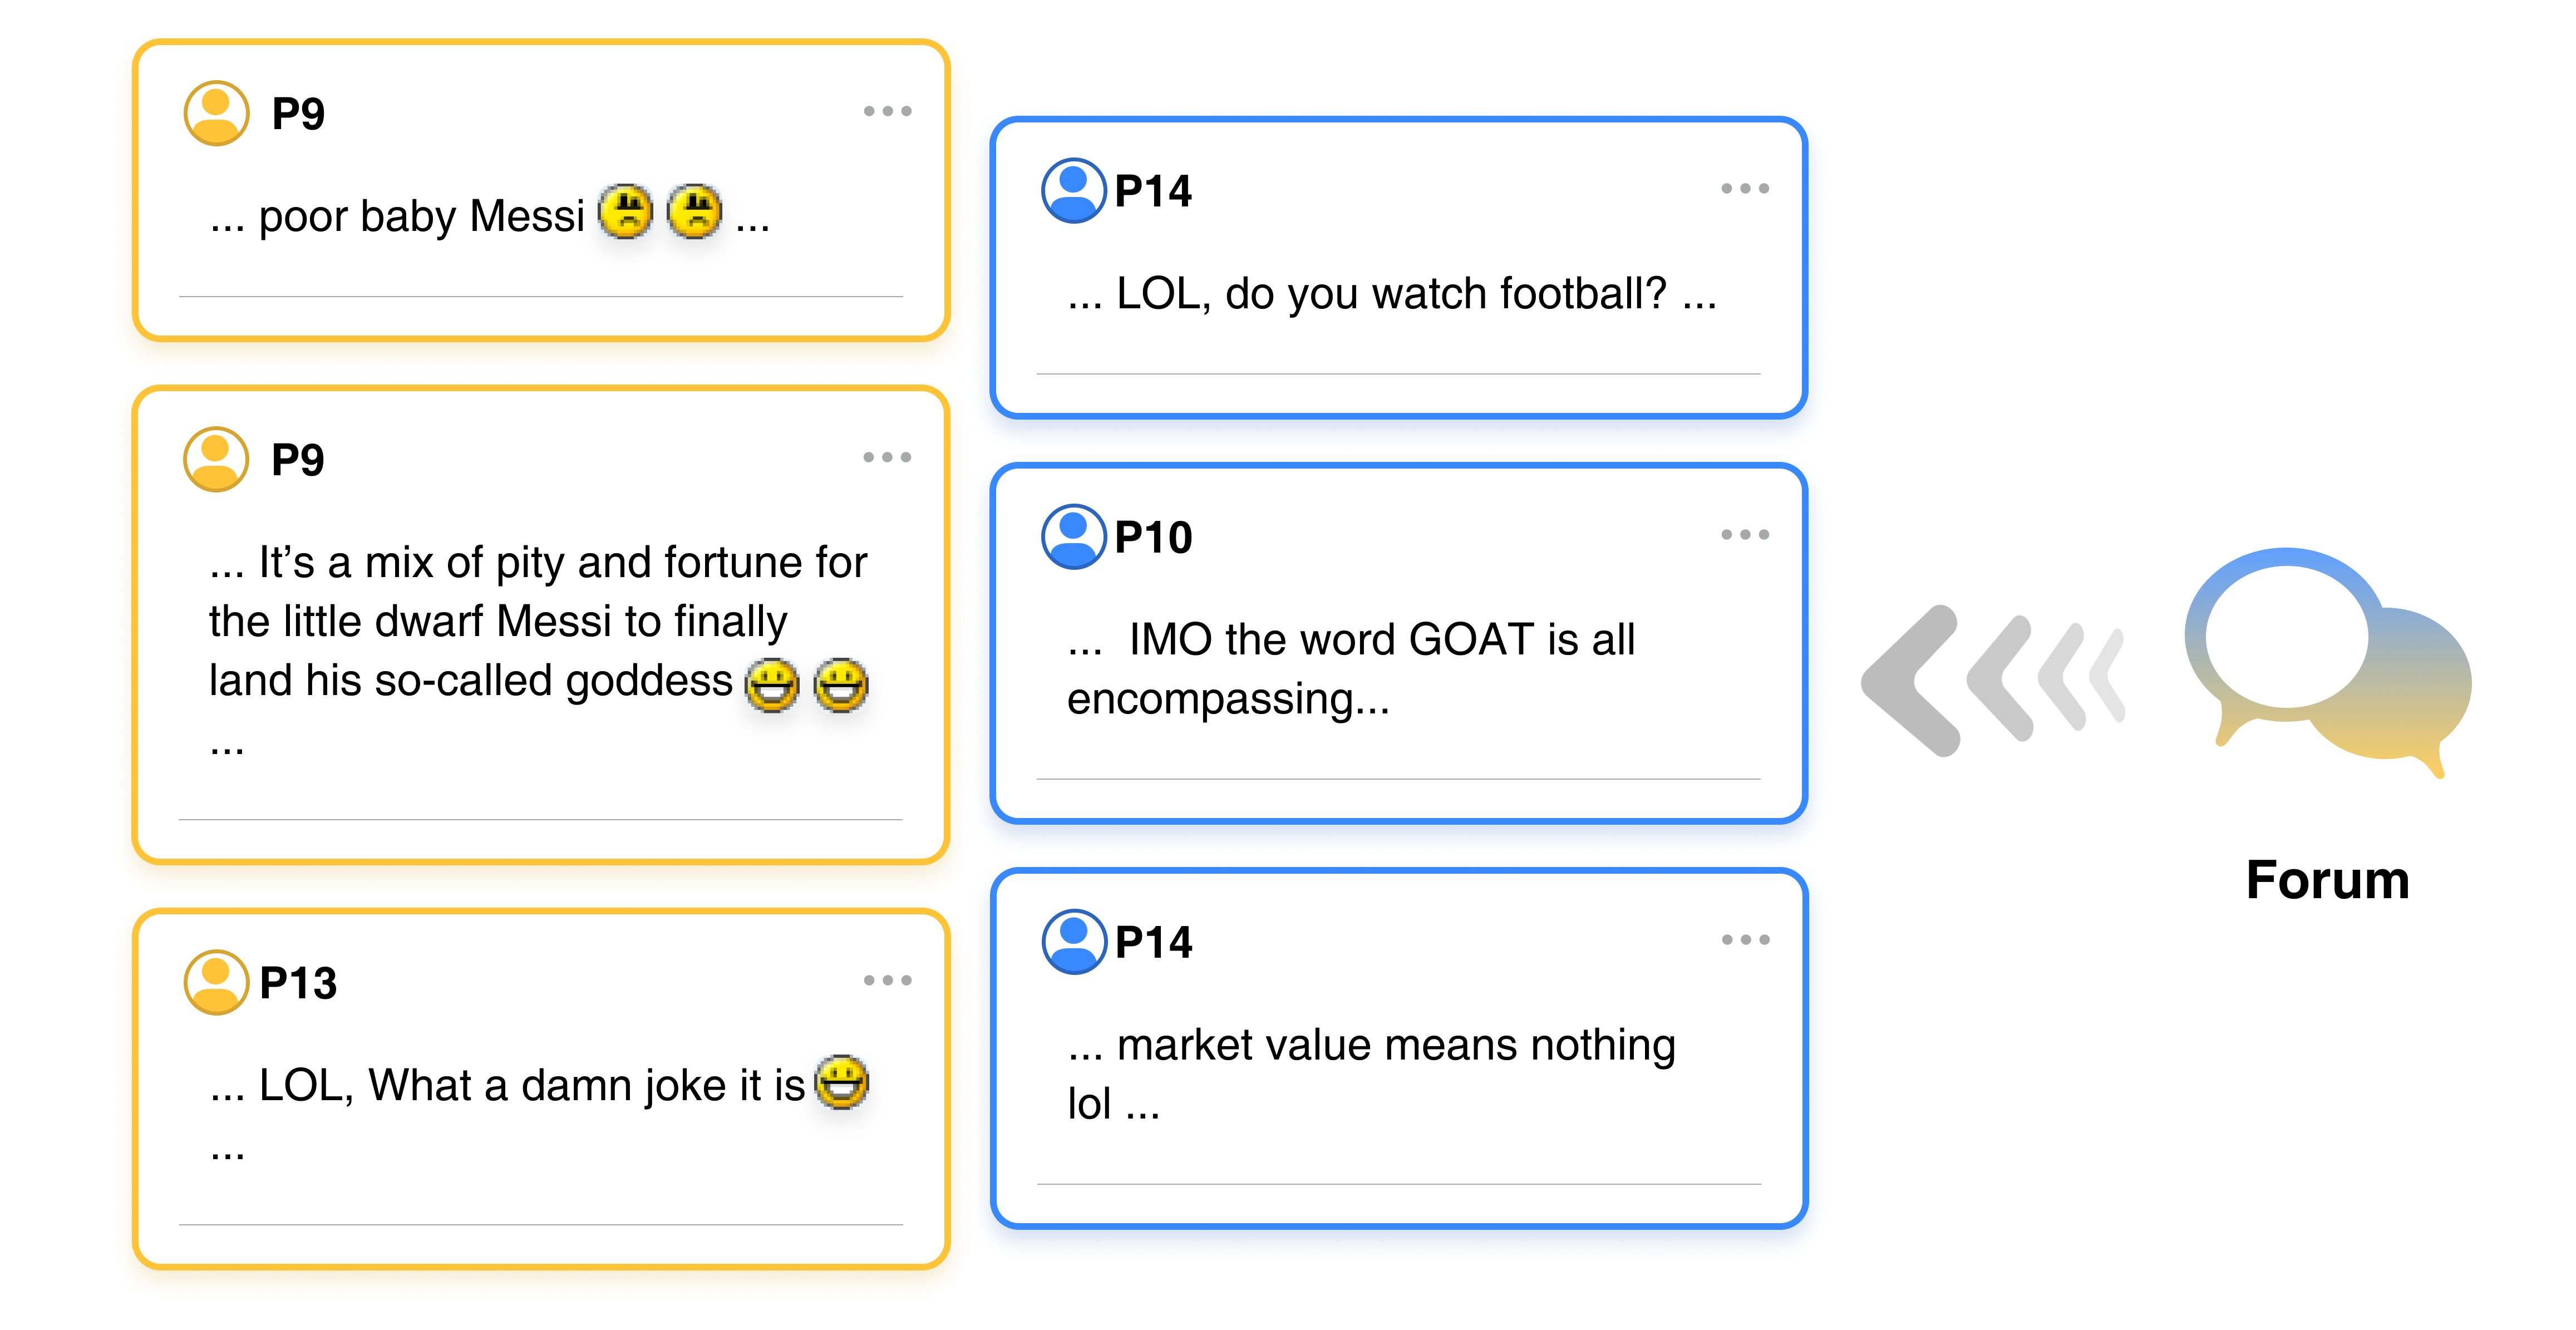 P9
... poor baby Messi ...
P9
... It’s a mix of pity and fortune for
the little dwarf Messi to finally
land his so-called goddess
...
P13
... LOL, What a damn joke it is
...
P14
... LOL, do you watch football? ...
P10
... IMO the word GOAT is all
encompassing...
P14
... market value means nothing
lol ...
Forum